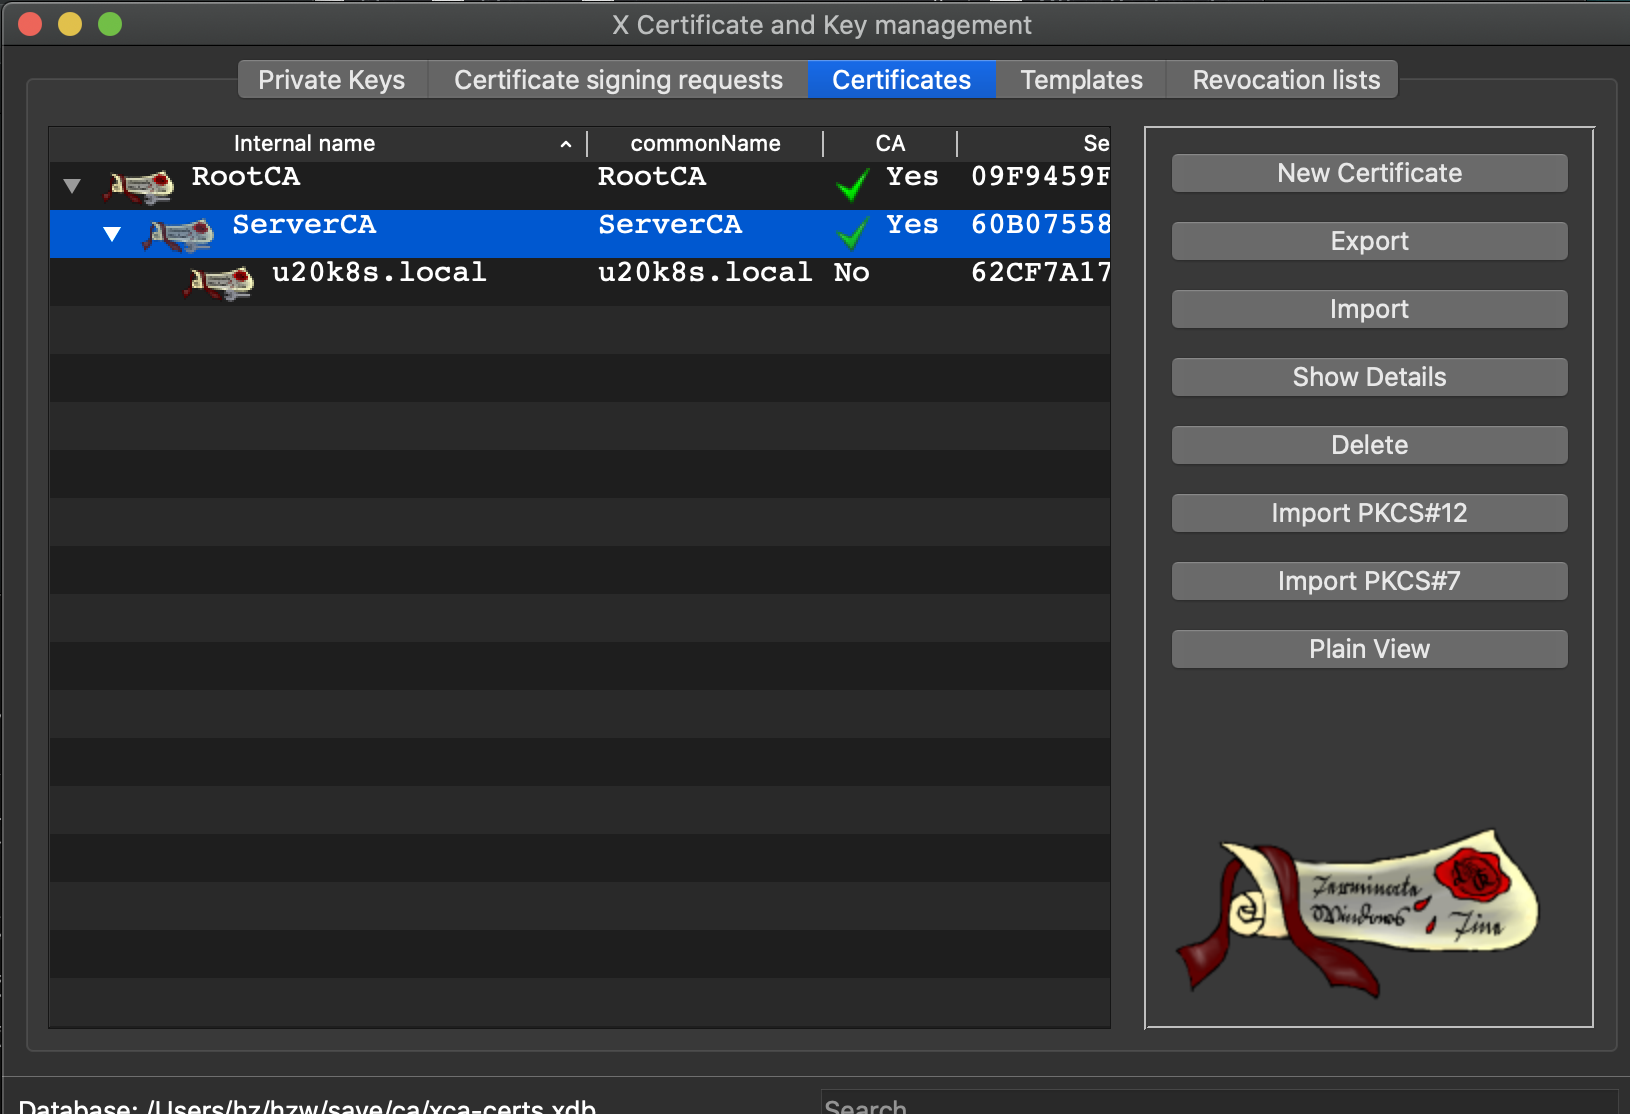 X Certificate and Key management
Private Keys Certificate signing requests Certificates Templates Revocation lists
Internal name commonName CA Se
RootCA RootCA Yes 09F9459F
ServerCA ServerCA Yes 60B07558
u20k8s.local u20k8s.local No 62CF7A17
New Certificate
Export
Import
Show Details
Delete
Import PKCS#12
Import PKCS#7
Plain View
Terminate
Windows
Fine
Database: /Users/hz/hzw/save/ca/xca-certs.xdb
Search